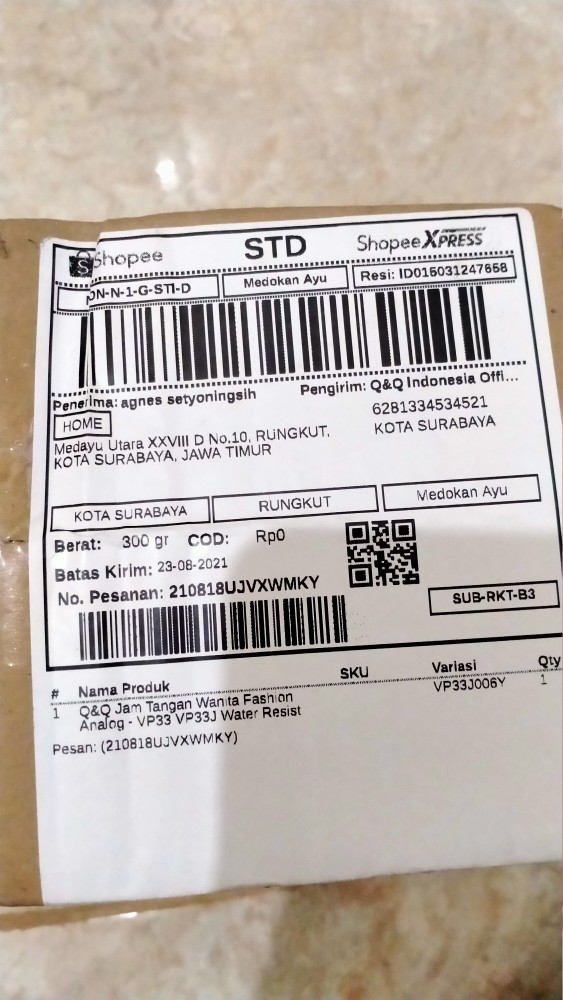 Shopee STD Shopee XPRESS
ON-N-1-G-STI-D Medokan Ayu Resi: ID015031247658
Penerima: agnes setyoningsih Pengirim: Q&Q Indonesia Offi...
HOME 6281334534521
Medayu Utara XXVIII D No.10, RUNGKUT, KOTA SURABAYA
KOTA SURABAYA, JAWA TIMUR
KOTA SURABAYA RUNGKUT Medokan Ayu
Berat: 300 gr COD: Rp0
Batas Kirim: 23-08-2021
No. Pesanan: 210818UJVXWMKY
SUB-RKT-B3
# Nama Produk SKU Variasi Qty
1 Q&Q Jam Tangan Wanita Fashion VP33J006Y 1
Analog - VP33 VP33J Water Resist
Pesan: (210818UJVXWMKY)